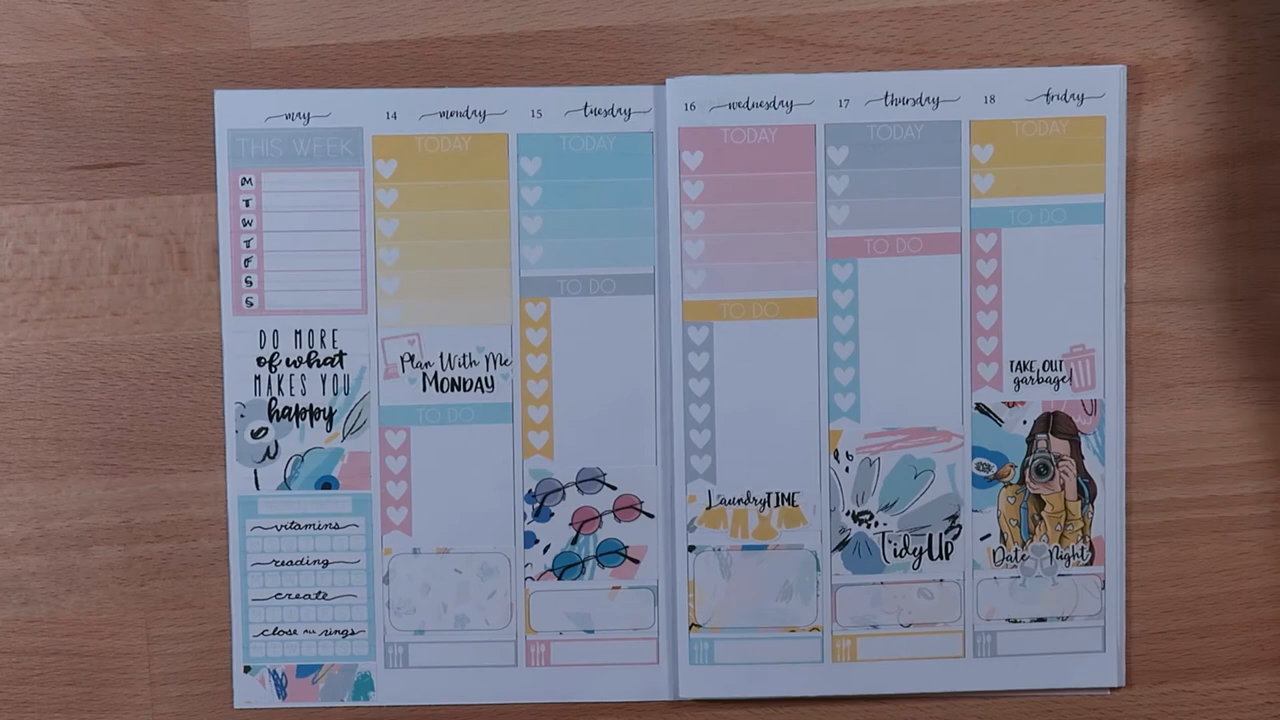 may
THIS WEEK
M
T
W
T
F
S
S
DO MORE
of what
MAKES YOU
happy
vitamins
reading
create
close ALL rings
14 monday
TODAY
Plan With Me
MONDAY
TO DO
15 tuesday
TODAY
TO DO
16 wednesday
TODAY
TO DO
LaundryTIME
17 thursday
TODAY
TO DO
TidyUp
18 friday
TODAY
TO DO
TAKE OUT
garbage!
Date Night